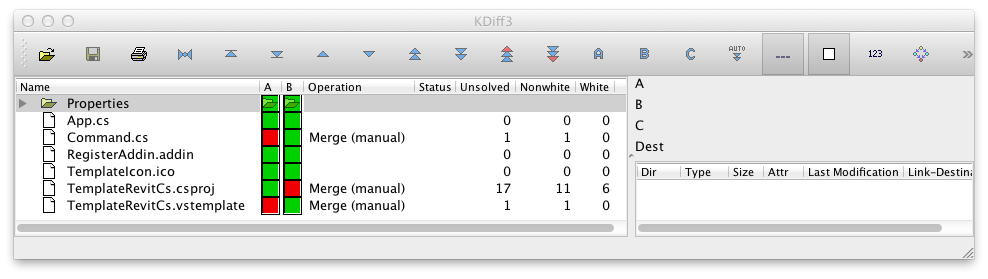 KDiff3
A B C AUTO --- 123 »
Name A B Operation Status Unsolved Nonwhite White
Properties
App.cs 0 0 0
Command.cs Merge (manual) 1 1 0
RegisterAddin.addin 0 0 0
TemplateIcon.ico 0 0 0
TemplateRevitCs.csproj Merge (manual) 17 11 6
TemplateRevitCs.vstemplate Merge (manual) 1 1 0
A
B
C
Dest
Dir Type Size Attr Last Modification Link-Destina